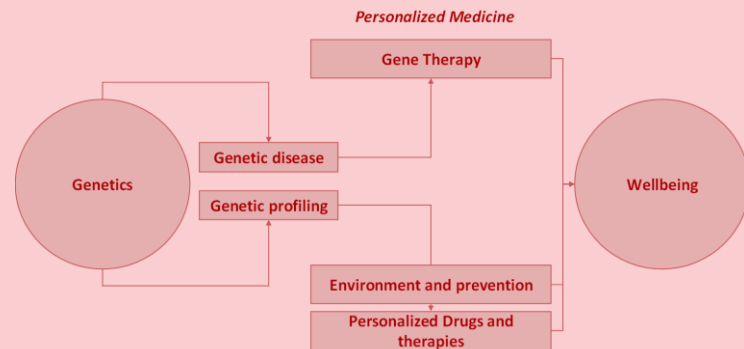 Personalized Medicine
Gene Therapy
Genetic disease
Genetics
Wellbeing
Genetic profiling
Environment and prevention
Personalized Drugs and
therapies